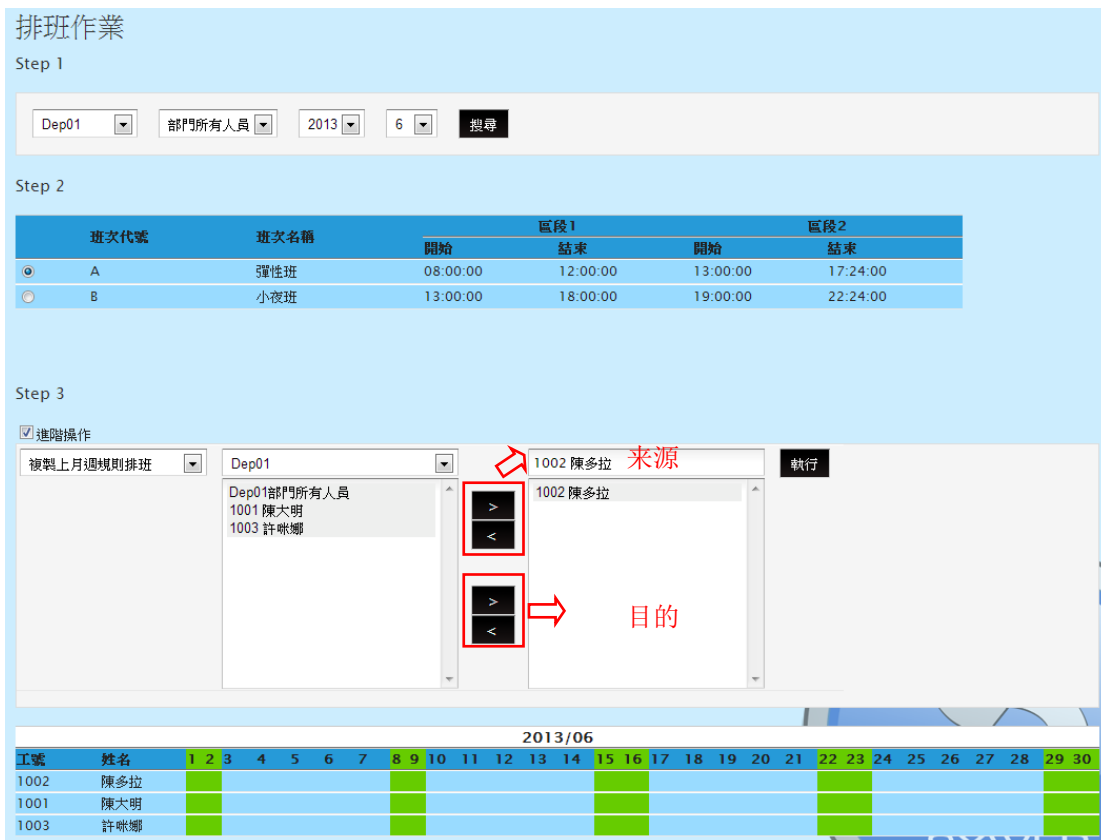 排班作業
Step 1
Dep01 部門所有人員 2013 6 搜尋
Step 2
班次代號 班次名稱 區段1 區段2
開始 結束 開始 結束
A 彈性班 08:00:00 12:00:00 13:00:00 17:24:00
B 小夜班 13:00:00 18:00:00 19:00:00 22:24:00
Step 3
進階操作
複製上月週規則排班 Dep01 1002 陳多拉 来源 執行
Dep01部門所有人員 > 1002 陳多拉
1001 陳大明
1003 許咪娜 <
> 目的
<
2013/06
工號 姓名 1 2 3 4 5 6 7 8 9 10 11 12 13 14 15 16 17 18 19 20 21 22 23 24 25 26 27 28 29 30
1002 陳多拉
1001 陳大明
1003 許咪娜